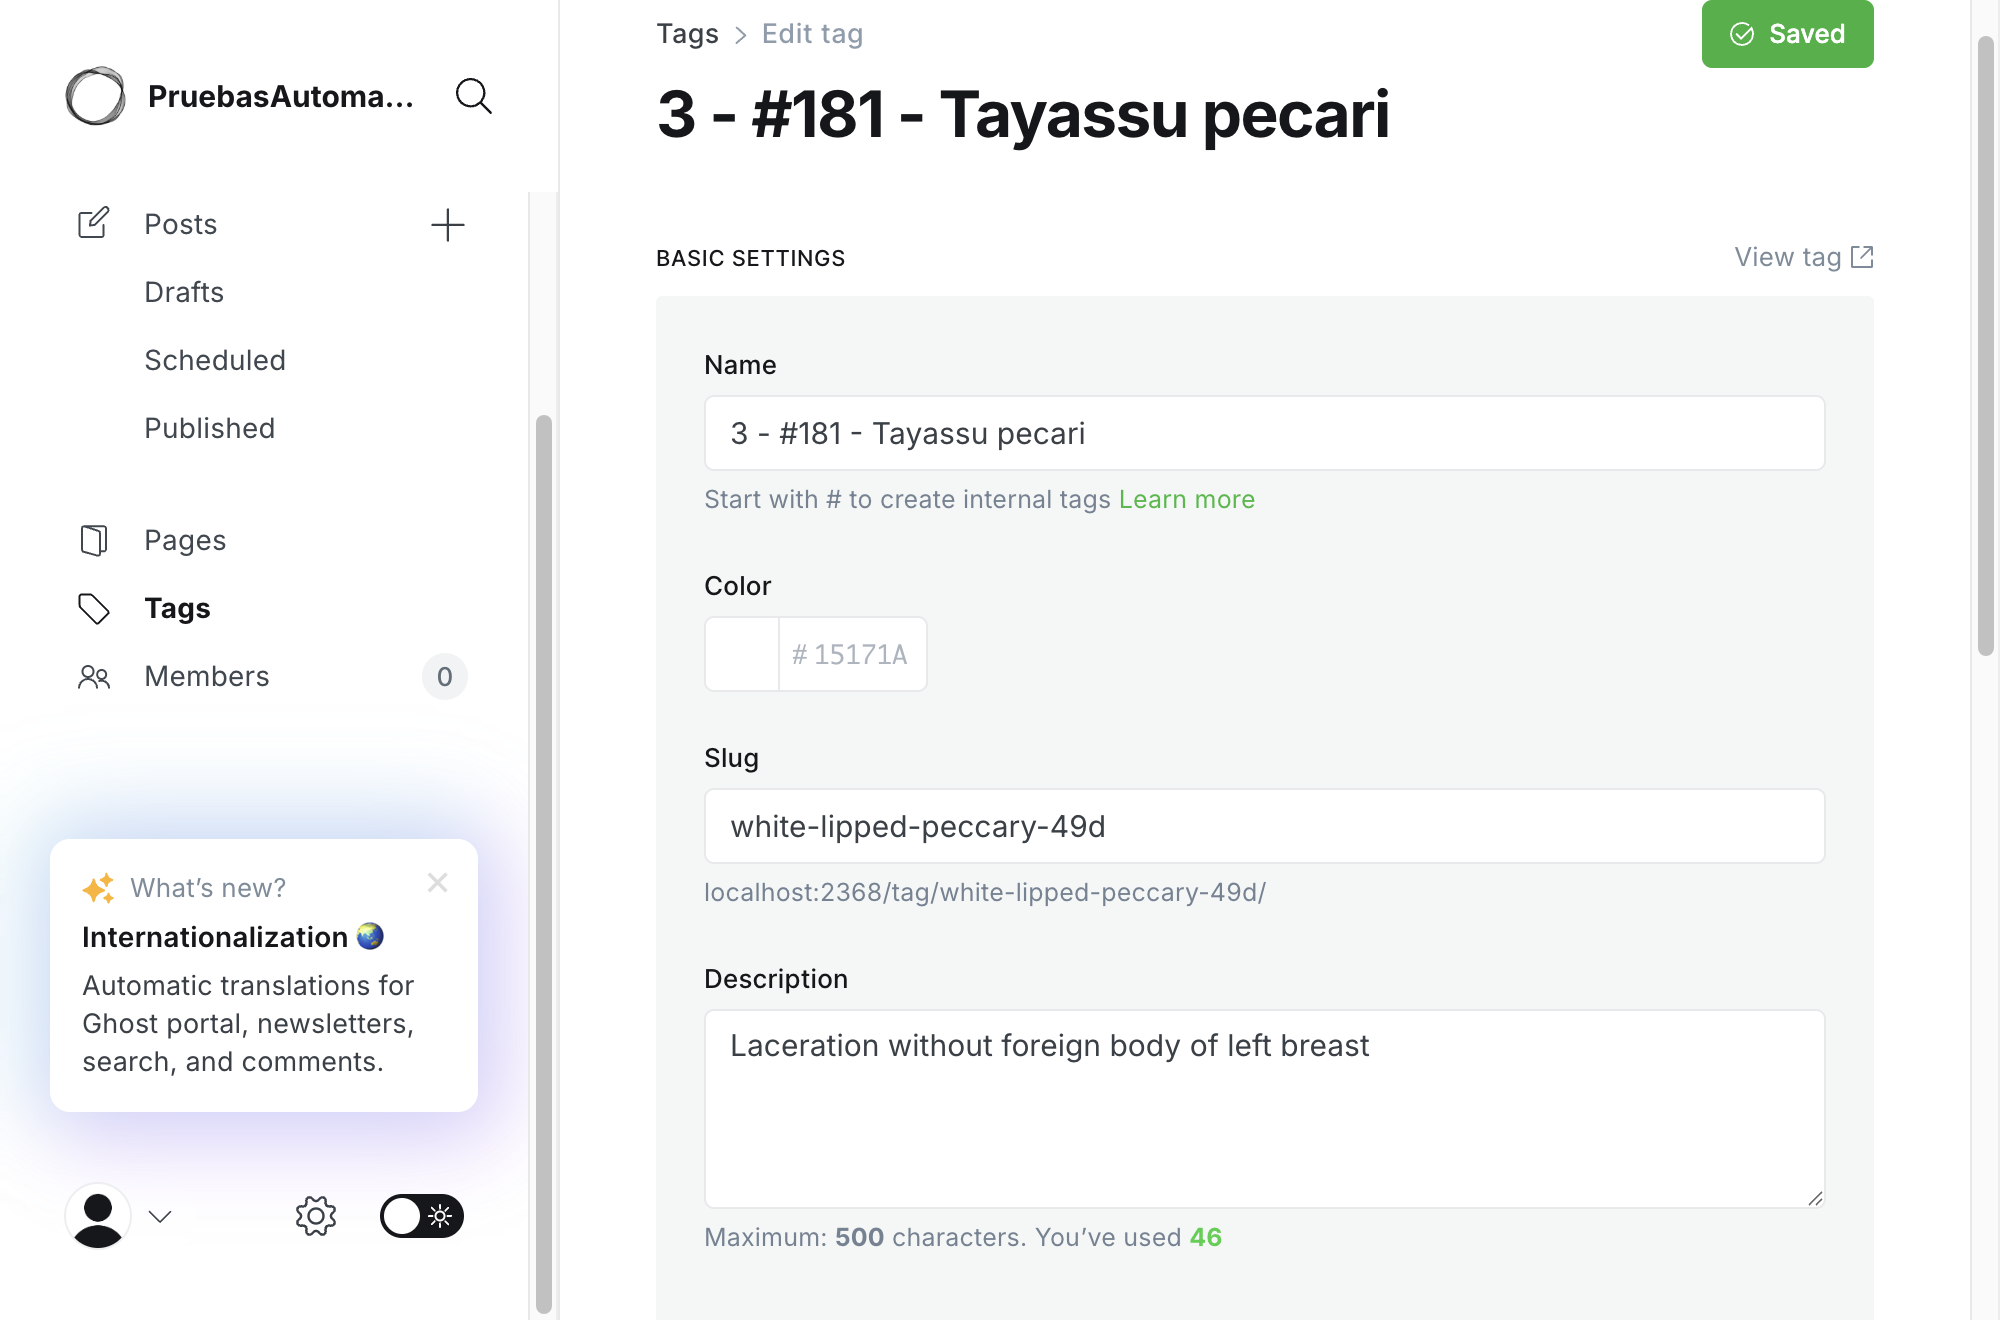 PruebasAutoma...
Posts
Drafts
Scheduled
Published
Pages
Tags
Members
0
What’s new?
Internationalization
Automatic translations for
Ghost portal, newsletters,
search, and comments.
Tags > Edit tag
Saved
3 - #181 - Tayassu pecari
BASIC SETTINGS
View tag
Name
3 - #181 - Tayassu pecari
Start with # to create internal tags Learn more
Color
# 15171A
Slug
white-lipped-peccary-49d
localhost:2368/tag/white-lipped-peccary-49d/
Description
Laceration without foreign body of left breast
Maximum: 500 characters. You’ve used 46